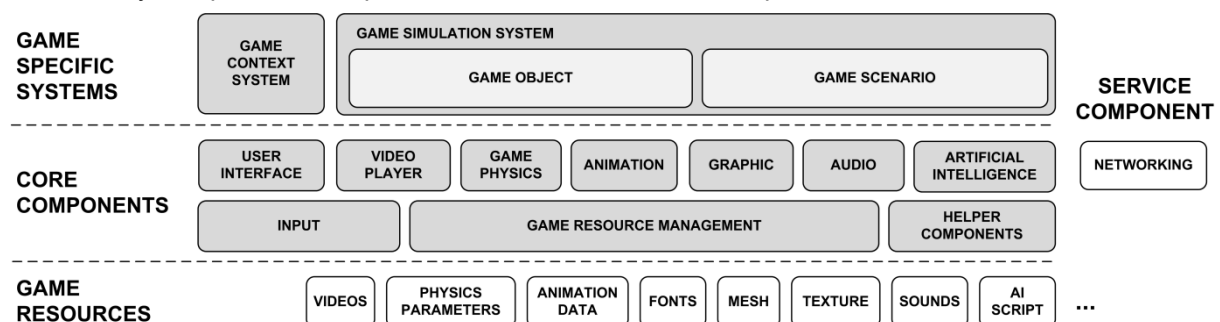 GAME
SPECIFIC
SYSTEMS
GAME
CONTEXT
SYSTEM
GAME SIMULATION SYSTEM
GAME OBJECT
GAME SCENARIO
SERVICE
COMPONENT
CORE
COMPONENTS
USER
INTERFACE
VIDEO
PLAYER
GAME
PHYSICS
ANIMATION
GRAPHIC
AUDIO
ARTIFICIAL
INTELLIGENCE
NETWORKING
INPUT
GAME RESOURCE MANAGEMENT
HELPER
COMPONENTS
GAME
RESOURCES
VIDEOS
PHYSICS
PARAMETERS
ANIMATION
DATA
FONTS
MESH
TEXTURE
SOUNDS
AI
SCRIPT
...